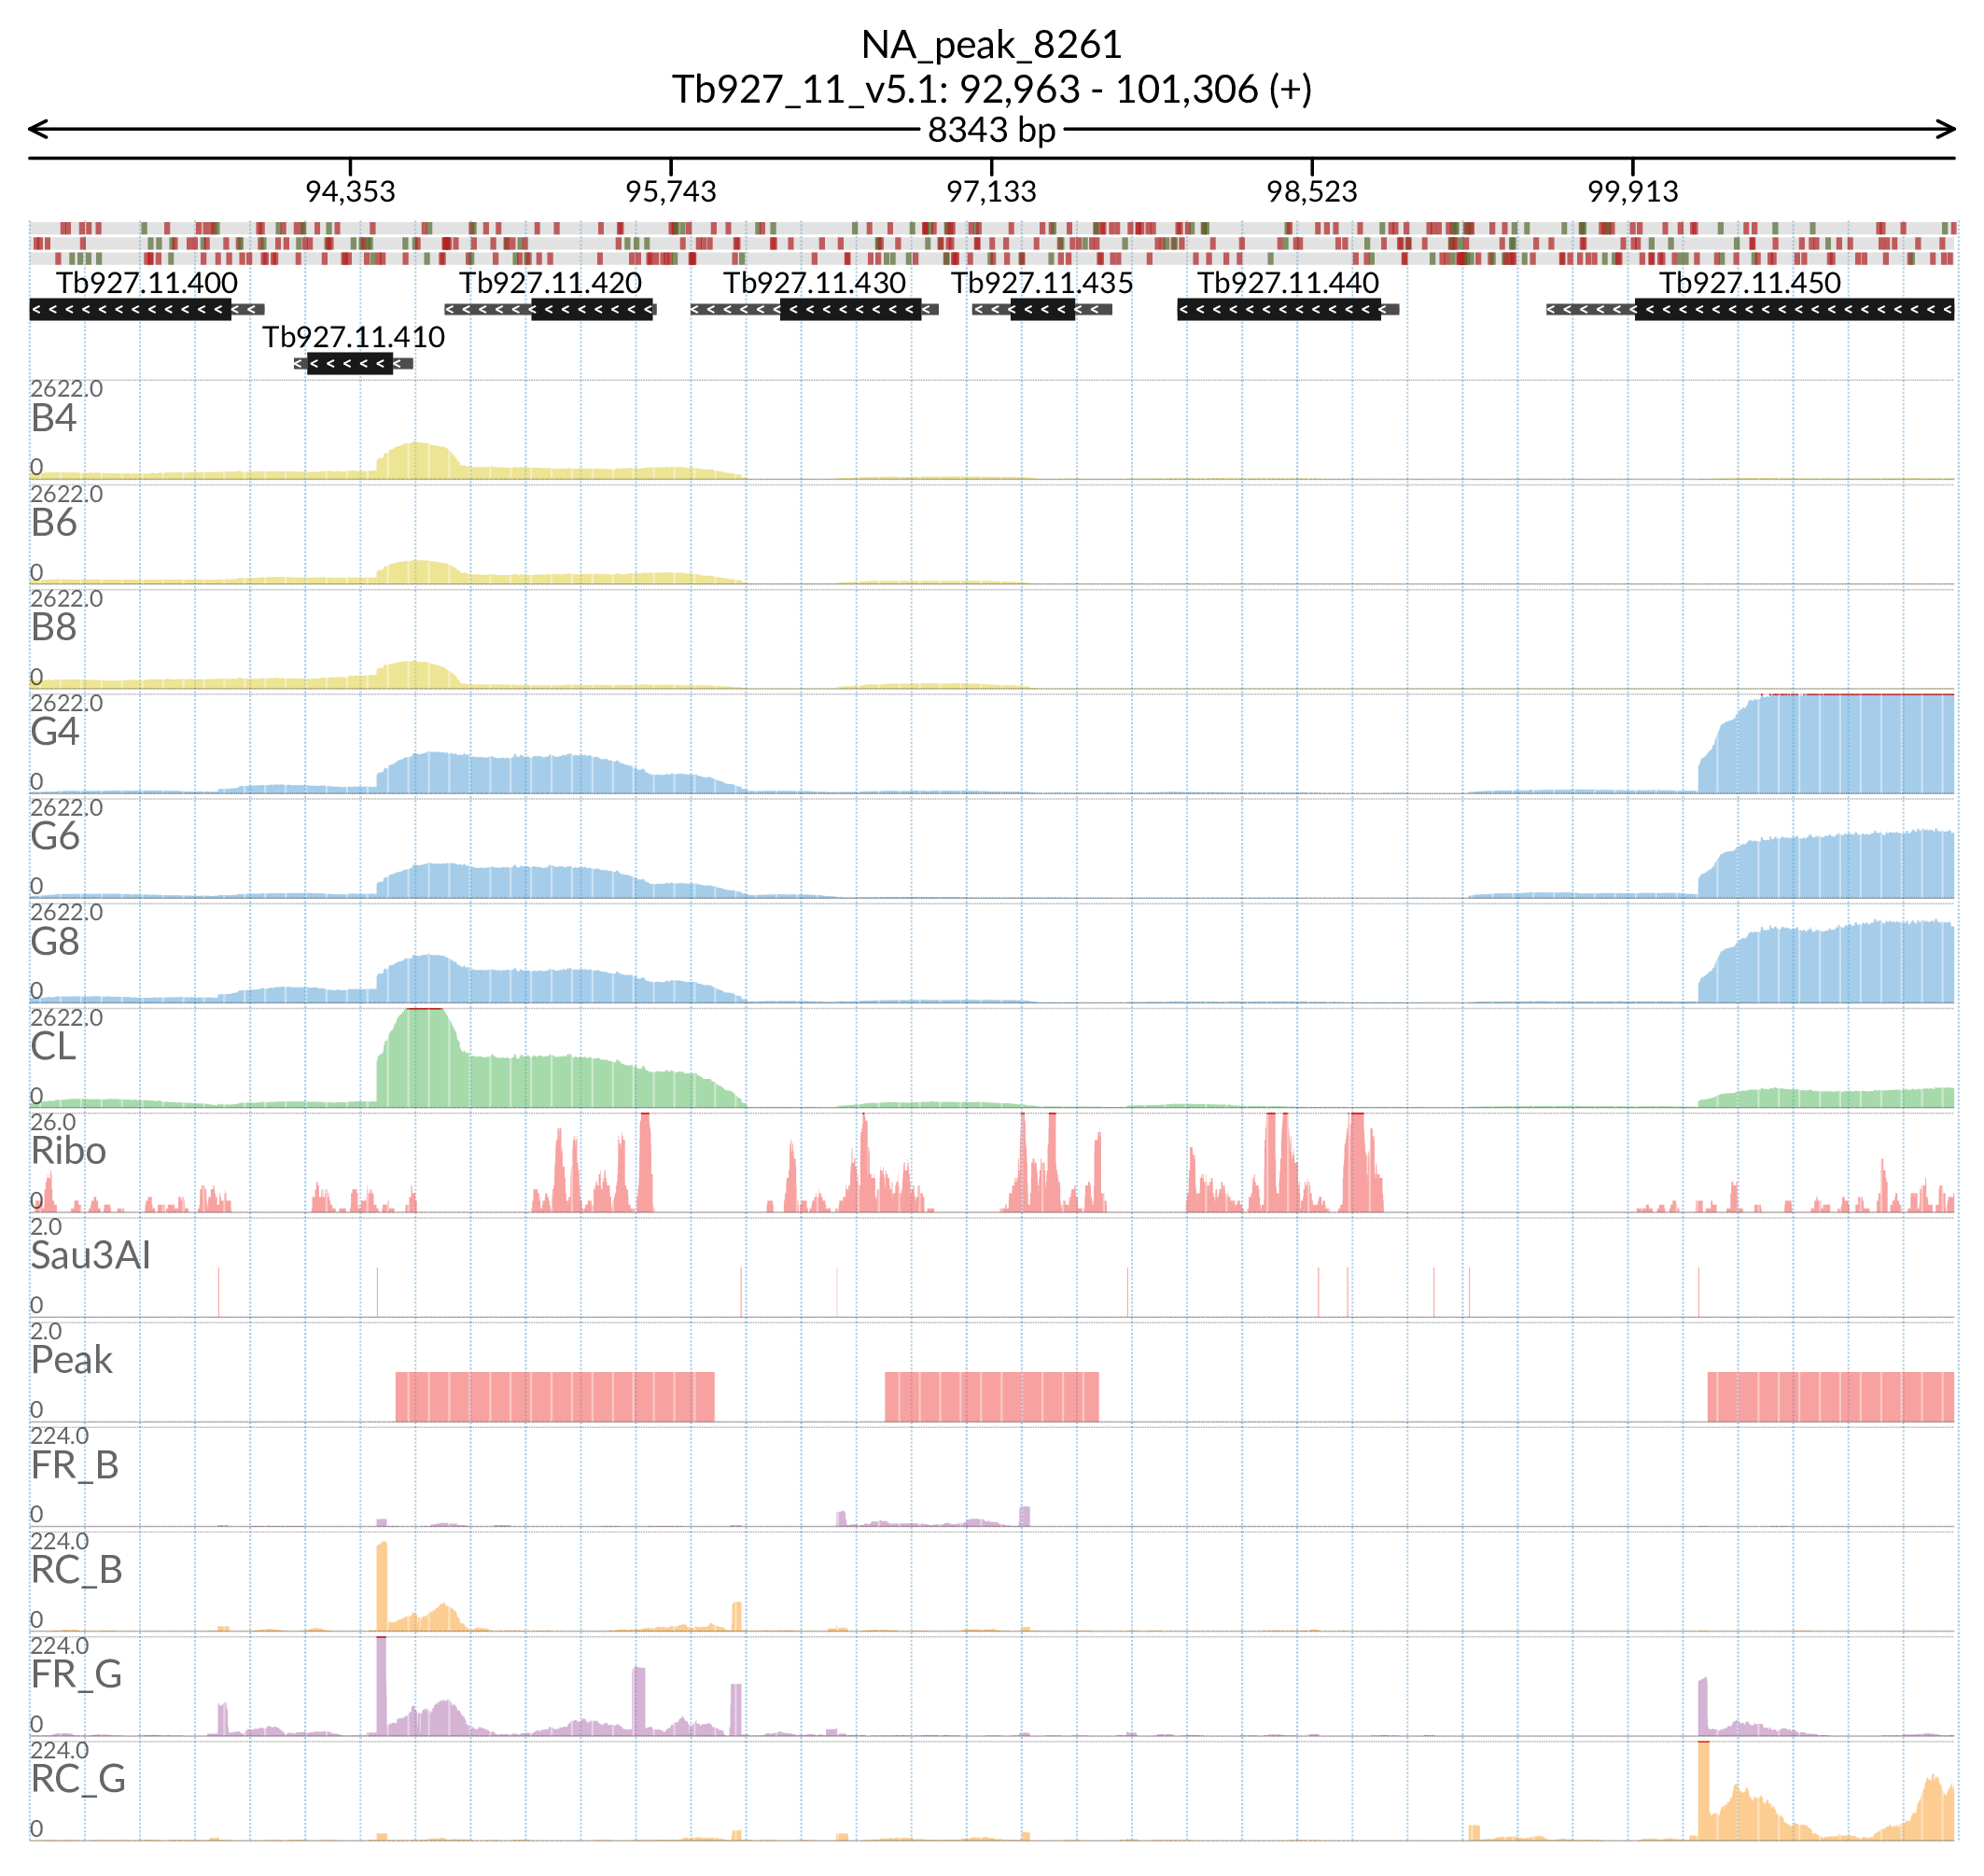 NA_peak_8261
Tb927_11_v5.1: 92,963 - 101,306 (+)
8343 bp
94,353 95,743 97,133 98,523 99,913
Tb927.11.400 Tb927.11.420 Tb927.11.430 Tb927.11.435 Tb927.11.440 Tb927.11.450
Tb927.11.410
2622.0
B4
0
2622.0
B6
0
2622.0
B8
0
2622.0
G4
0
2622.0
G6
0
2622.0
G8
0
2622.0
CL
0
26.0
Ribo
0
2.0
Sau3AI
0
2.0
Peak
0
224.0
FR_B
0
224.0
RC_B
0
224.0
FR_G
0
224.0
RC_G
0